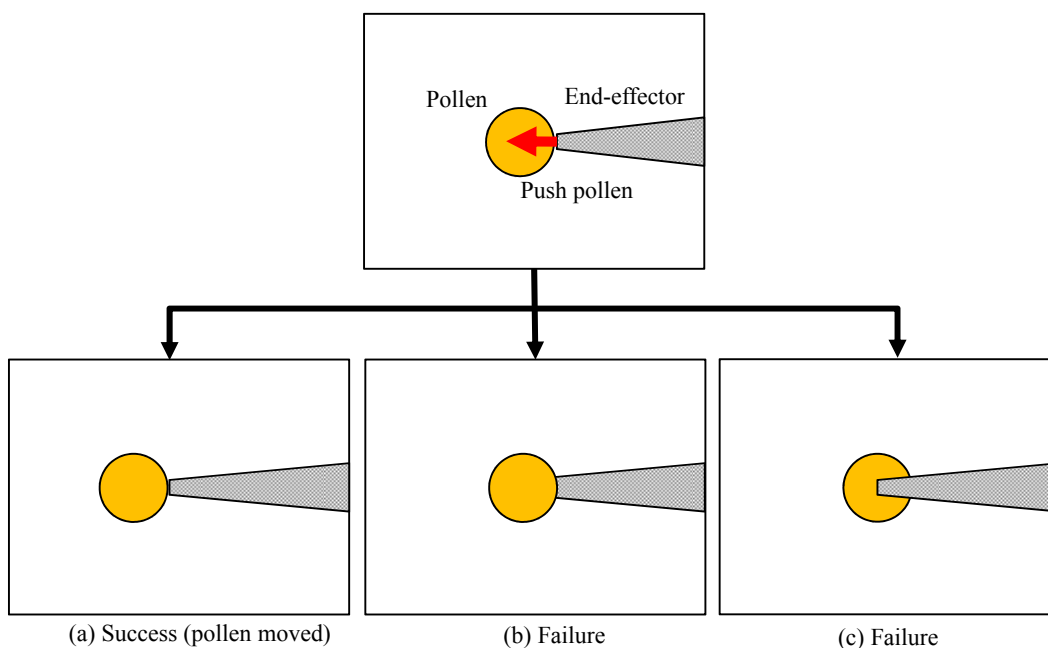 Pollen
End-effector
Push pollen
(a) Success (pollen moved)
(b) Failure
(c) Failure